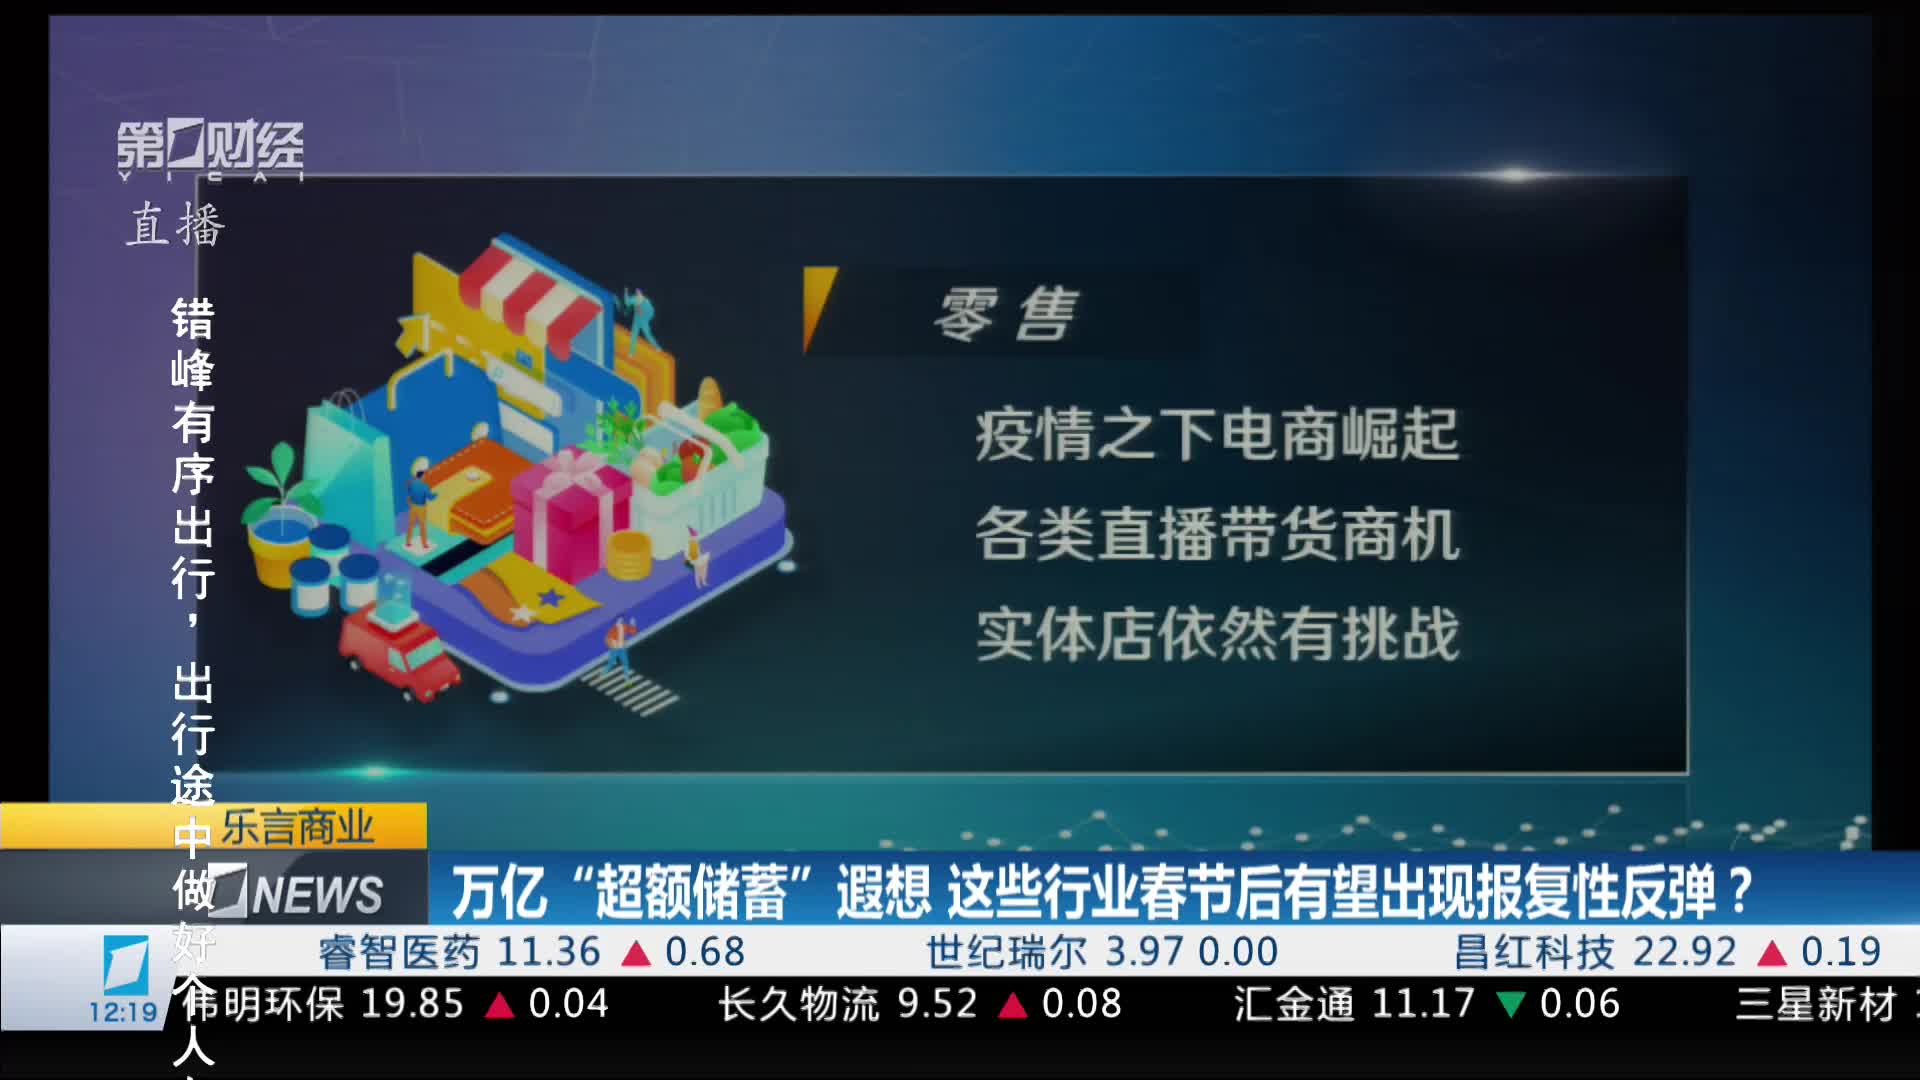 第一财经
YICAI
直播
错峰有序出行，出行途中做好个人
零售
疫情之下电商崛起
各类直播带货商机
实体店依然有挑战
乐言商业
NEWS
万亿“超额储蓄”遐想 这些行业春节后有望出现报复性反弹？
睿智医药 11.36 ▲ 0.68 世纪瑞尔 3.97 0.00 昌红科技 22.92 ▲ 0.19
12:19
伟明环保 19.85 ▲ 0.04 长久物流 9.52 ▲ 0.08 汇金通 11.17 ▼ 0.06 三星新材